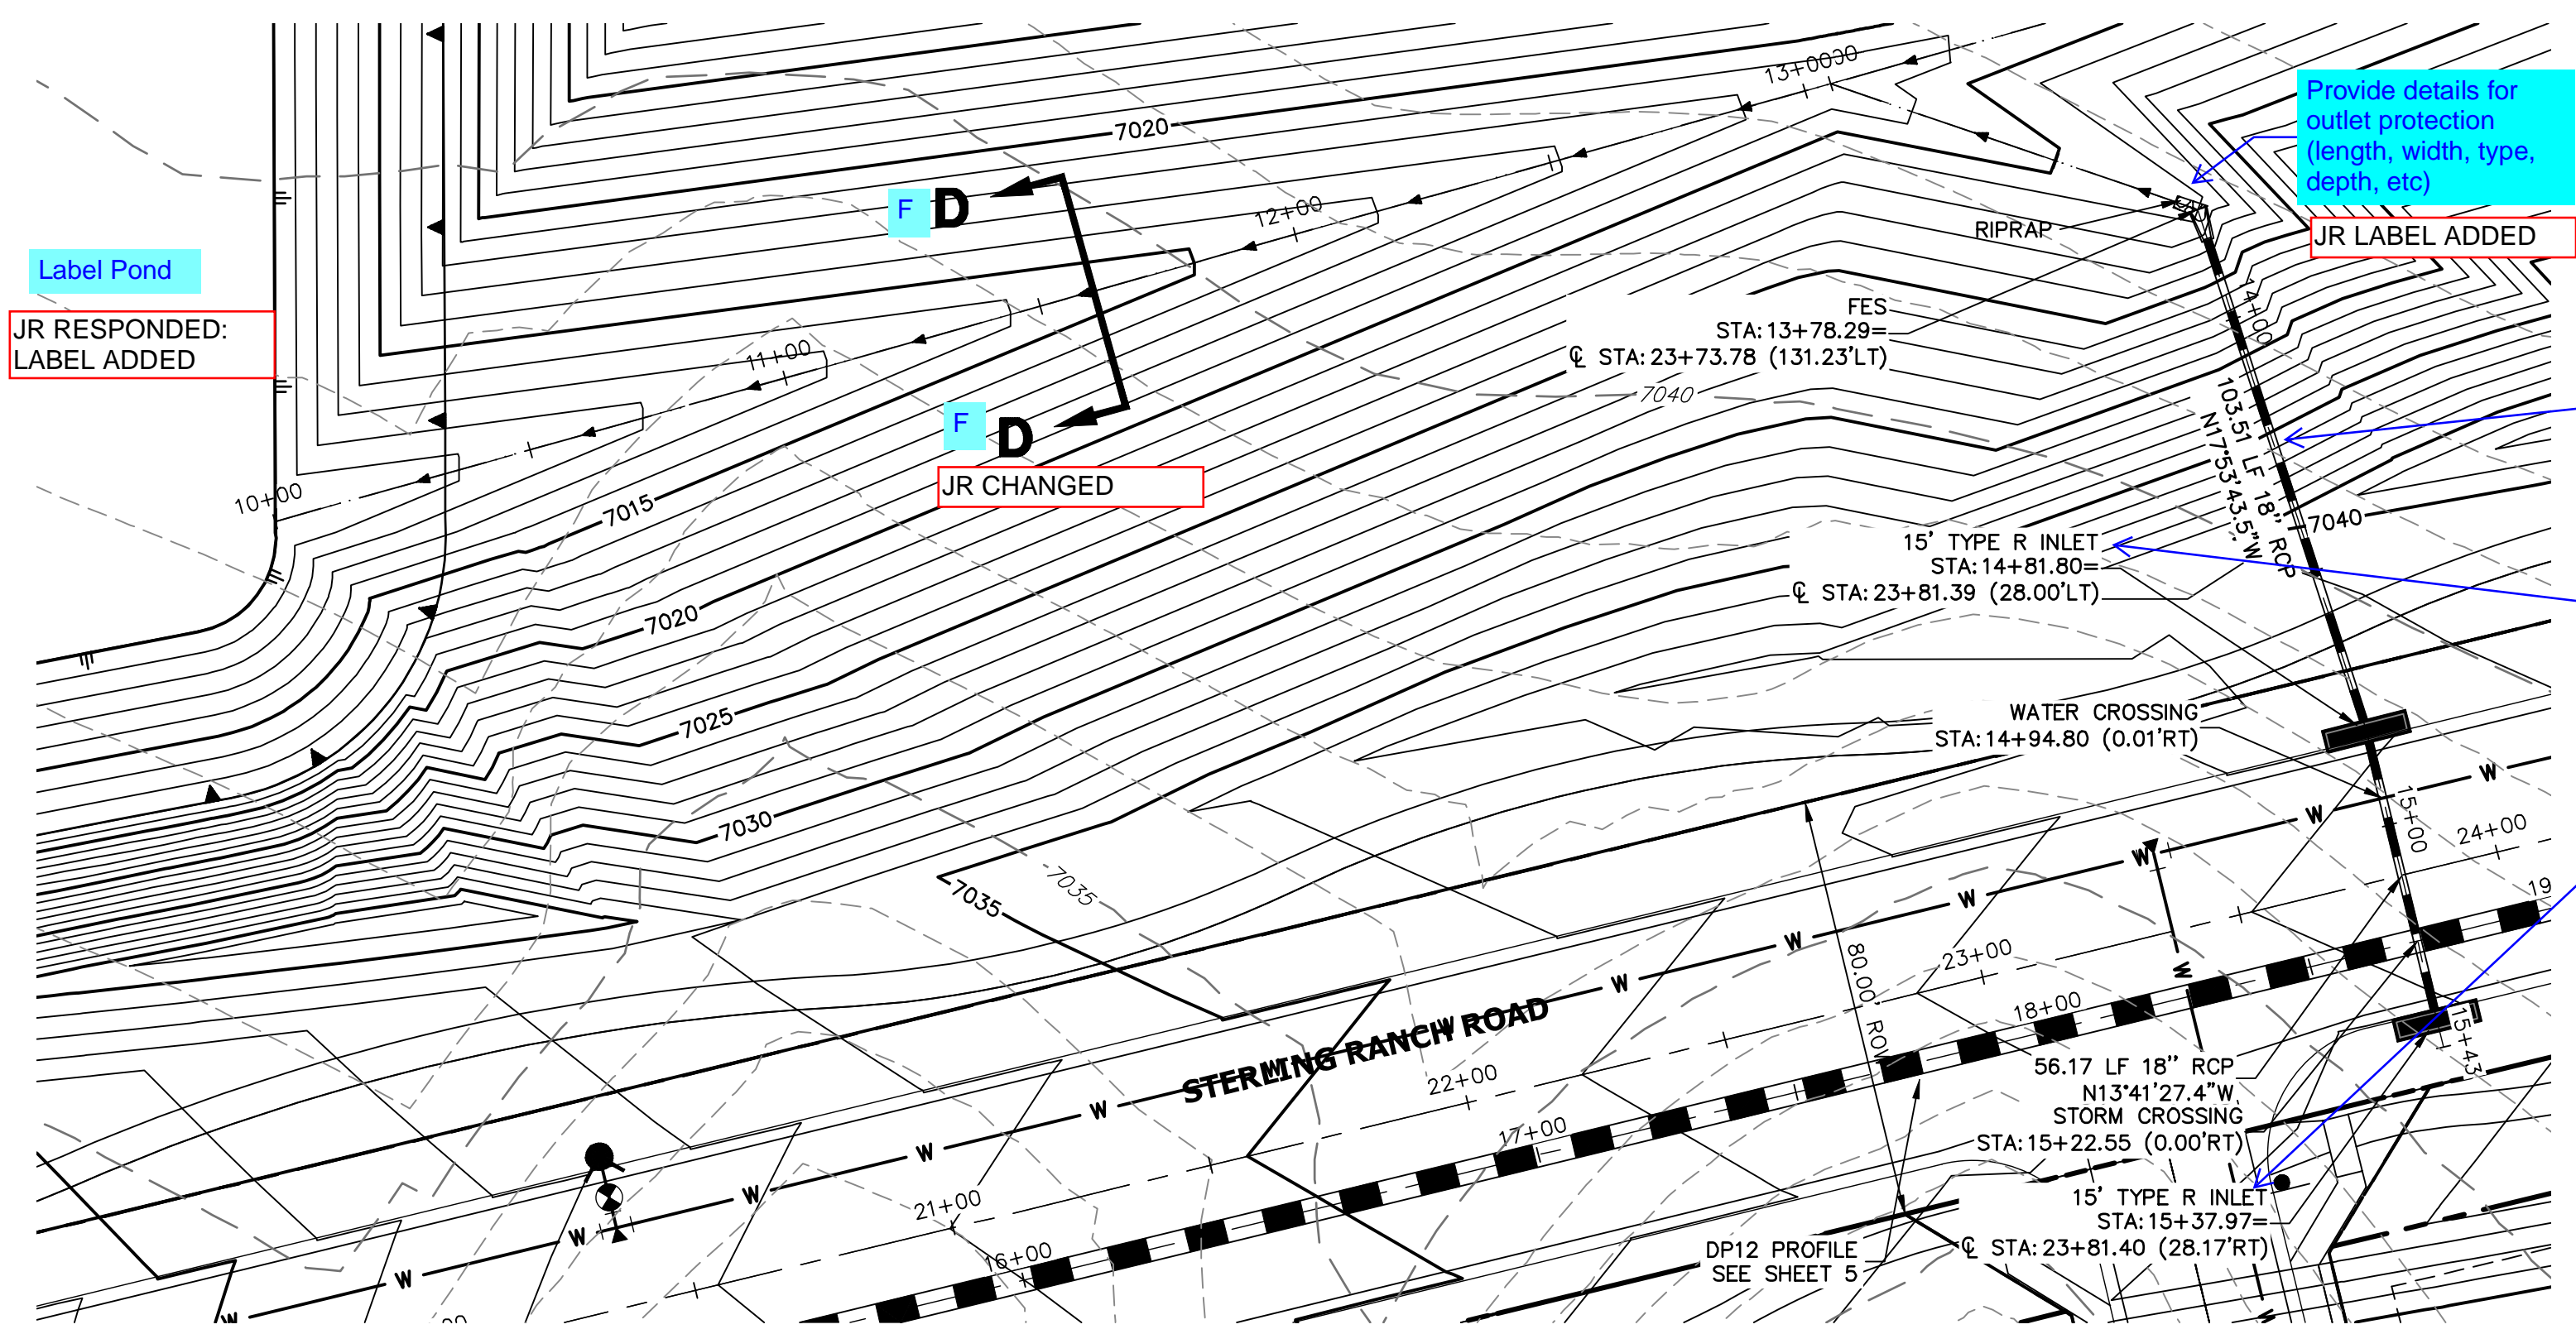 13+00
Provide details for
outlet protection
(length, width, type,
depth, etc)
7020
F D
12+00
RIPRAP
JR LABEL ADDED
Label Pond
JR RESPONDED:
LABEL ADDED
FES
STA:13+78.29=
℄ STA:23+73.78 (131.23'LT)
14+00
11+00
7040
F D
JR CHANGED
103.51 LF 18" RCP
N17°53'43.5"W
10+00
7015
7040
15' TYPE R INLET
STA:14+81.80=
℄ STA:23+81.39 (28.00'LT)
7020
7025
WATER CROSSING
STA:14+94.80 (0.01'RT)
W
15+00
W
24+00
7030
W
7035
7035
W
19
W
80.00' ROW
23+00
W
W
18+00
STERLING RANCH ROAD
W
W
15+43
56.17 LF 18" RCP
N13°41'27.4"W
STORM CROSSING
STA:15+22.55 (0.00'RT)
22+00
W
17+00
W
W
21+00
15' TYPE R INLET
STA:15+37.97=
℄ STA:23+81.40 (28.17'RT)
W
16+00
DP12 PROFILE
SEE SHEET 5
W
W
W